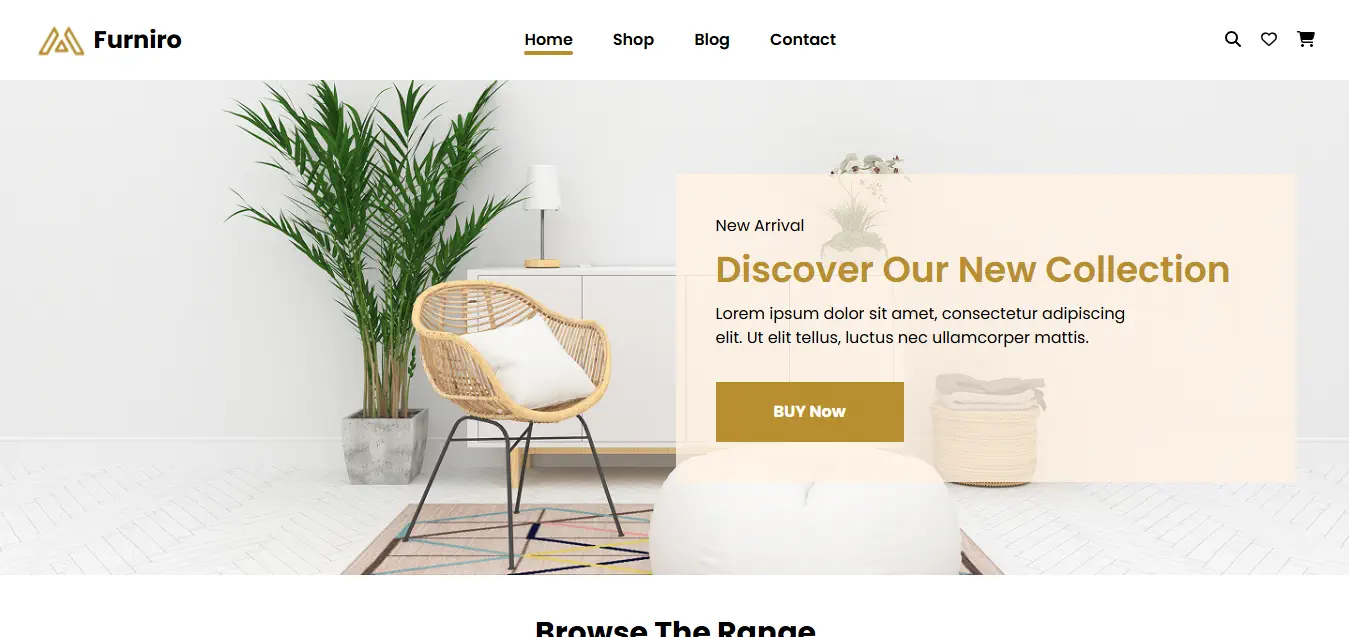 Furniro
Home
Shop
Blog
Contact
New Arrival
Discover Our New Collection
Lorem ipsum dolor sit amet, consectetur adipiscing
elit. Ut elit tellus, luctus nec ullamcorper mattis.
BUY Now
Browse The Range